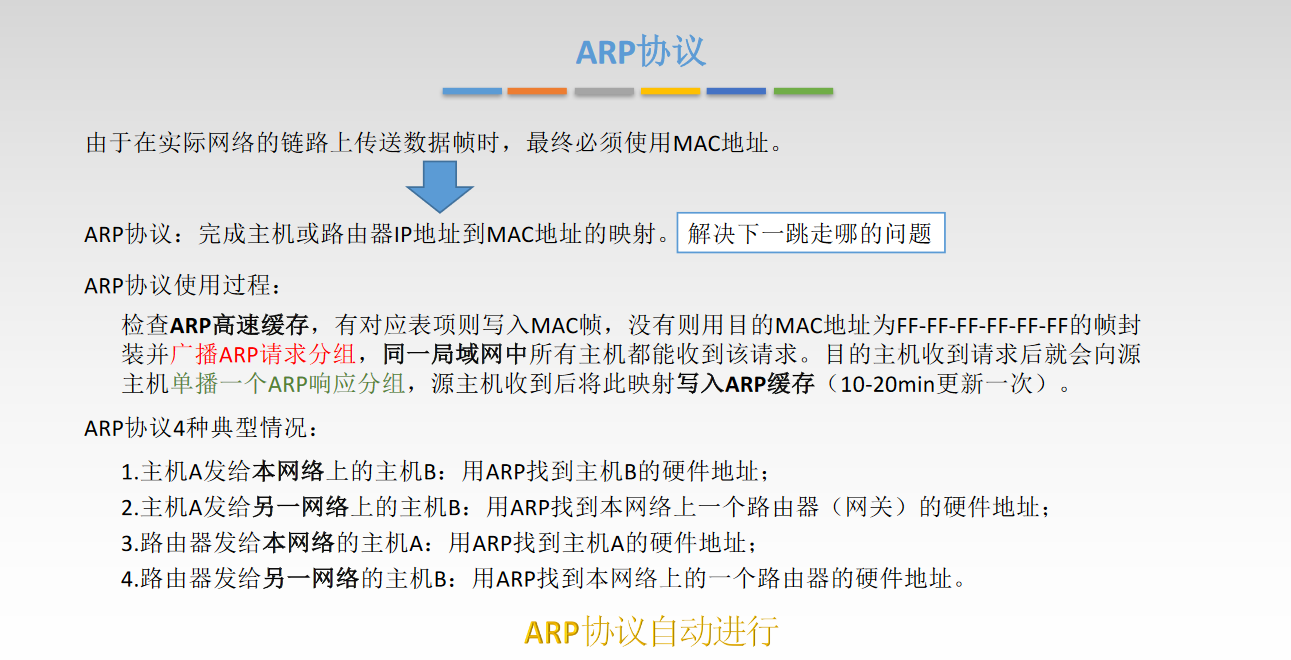 ARP协议
由于在实际网络的链路上传送数据帧时，最终必须使用MAC地址。
ARP协议：完成主机或路由器IP地址到MAC地址的映射。 解决下一跳走哪的问题
ARP协议使用过程：
检查ARP高速缓存，有对应表项则写入MAC帧，没有则用目的MAC地址为FF-FF-FF-FF-FF-FF的帧封
装并广播ARP请求分组，同一局域网中所有主机都能收到该请求。目的主机收到请求后就会向源
主机单播一个ARP响应分组，源主机收到后将此映射写入ARP缓存（10-20min更新一次）。
ARP协议4种典型情况：
1.主机A发给本网络上的主机B：用ARP找到主机B的硬件地址；
2.主机A发给另一网络上的主机B：用ARP找到本网络上一个路由器（网关）的硬件地址；
3.路由器发给本网络的主机A：用ARP找到主机A的硬件地址；
4.路由器发给另一网络的主机B：用ARP找到本网络上的一个路由器的硬件地址。
ARP协议自动进行